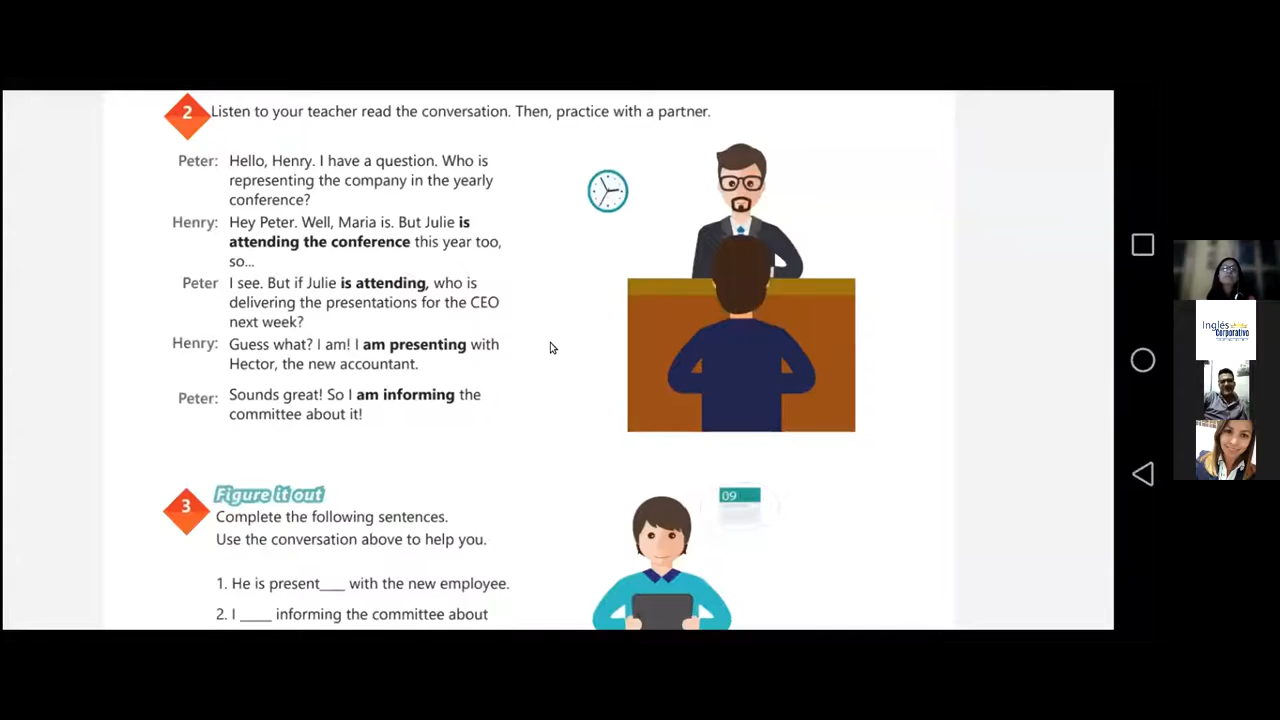 2 Listen to your teacher read the conversation. Then, practice with a partner.
Peter: Hello, Henry. I have a question. Who is
representing the company in the yearly
conference?
Henry: Hey Peter. Well, Maria is. But Julie is
attending the conference this year too,
so...
Peter I see. But if Julie is attending, who is
delivering the presentations for the CEO
next week?
Henry: Guess what? I am! I am presenting with
Hector, the new accountant.
Peter: Sounds great! So I am informing the
committee about it!
3 Figure it out
Complete the following sentences.
Use the conversation above to help you.
1. He is present___ with the new employee.
2. I ____ informing the committee about
09
Inglés
Corporativo